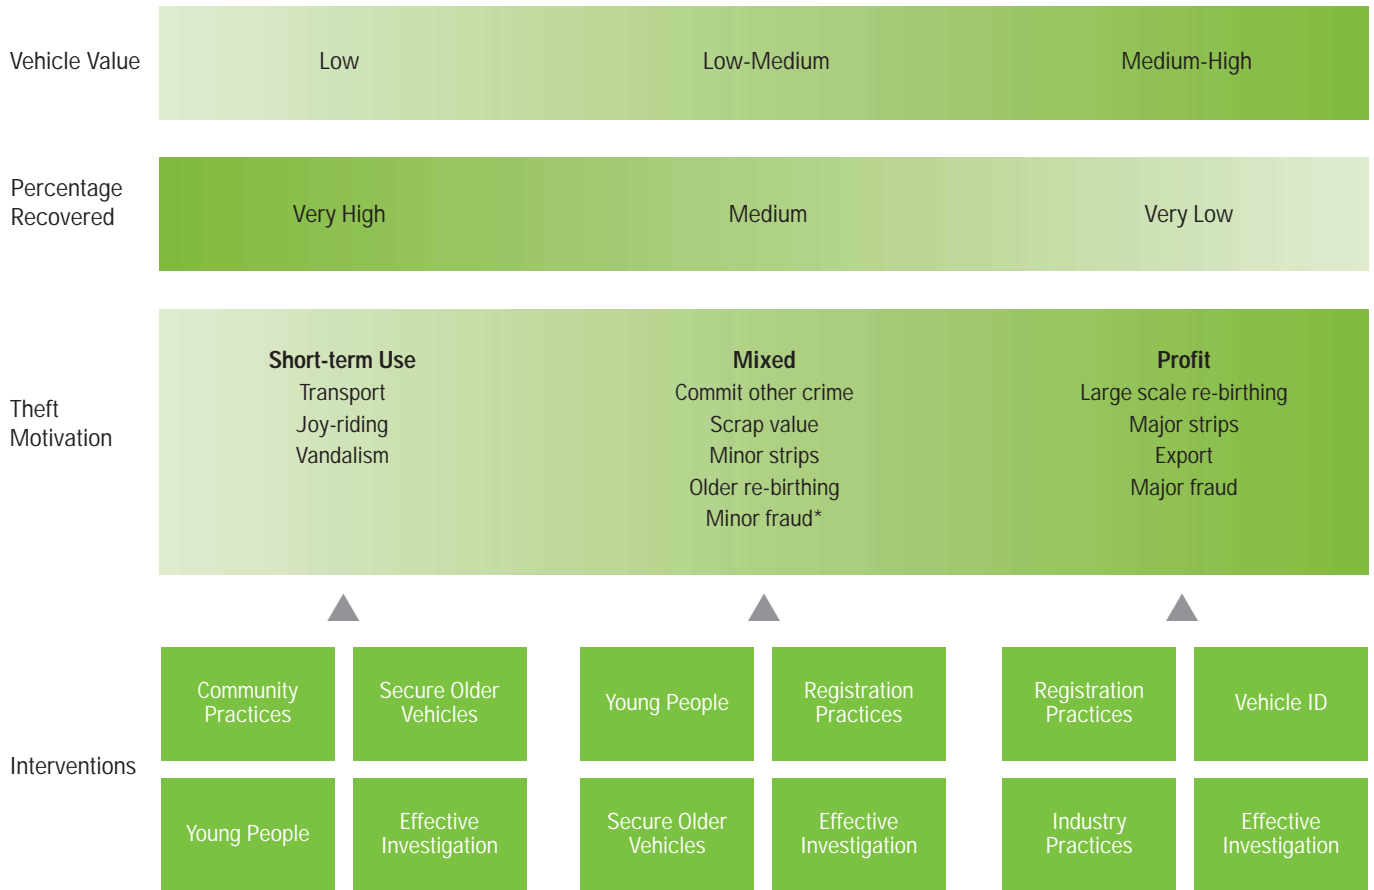 Vehicle Value
Low
Low-Medium
Medium-High
Percentage
Recovered
Very High
Medium
Very Low
Theft
Motivation
Short-term Use
Transport
Joy-riding
Vandalism
Mixed
Commit other crime
Scrap value
Minor strips
Older re-birthing
Minor fraud*
Profit
Large scale re-birthing
Major strips
Export
Major fraud
Interventions
Community
Practices
Secure Older
Vehicles
Young People
Effective
Investigation
Young People
Registration
Practices
Secure Older
Vehicles
Effective
Investigation
Registration
Practices
Vehicle ID
Industry
Practices
Effective
Investigation